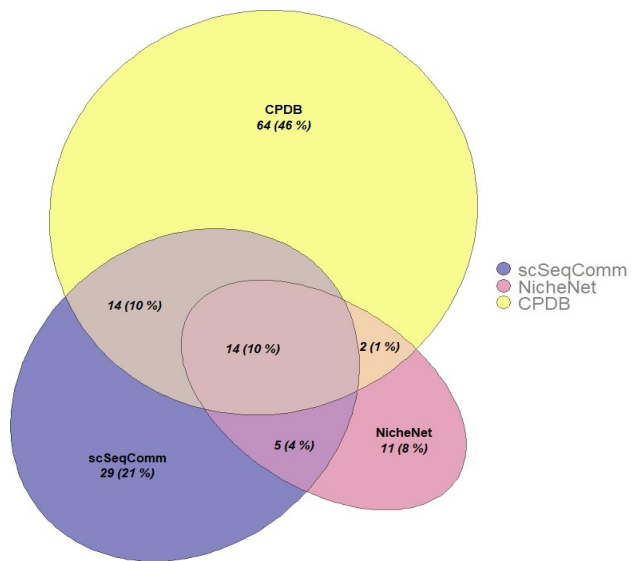 CPDB
64 (46 %)
14 (10 %)
14 (10 %)
2 (1 %)
5 (4 %)
NicheNet
11 (8 %)
scSeqComm
29 (21 %)
scSeqComm
NicheNet
CPDB